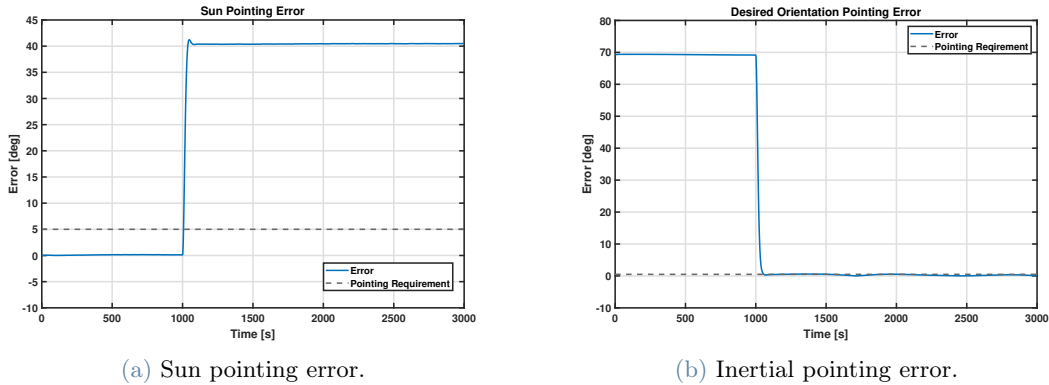 Sun Pointing Error
45
40
35
30
25
20
15
10
5
0
-5
-10
Error [deg]
Error
Pointing Requirement
0 500 1000 1500 2000 2500 3000
Time [s]
(a) Sun pointing error.
Desired Orientation Pointing Error
80
70
60
50
40
30
20
10
0
-10
Error [deg]
Error
Pointing Reqirement
0 500 1000 1500 2000 2500 3000
Time [s]
(b) Inertial pointing error.